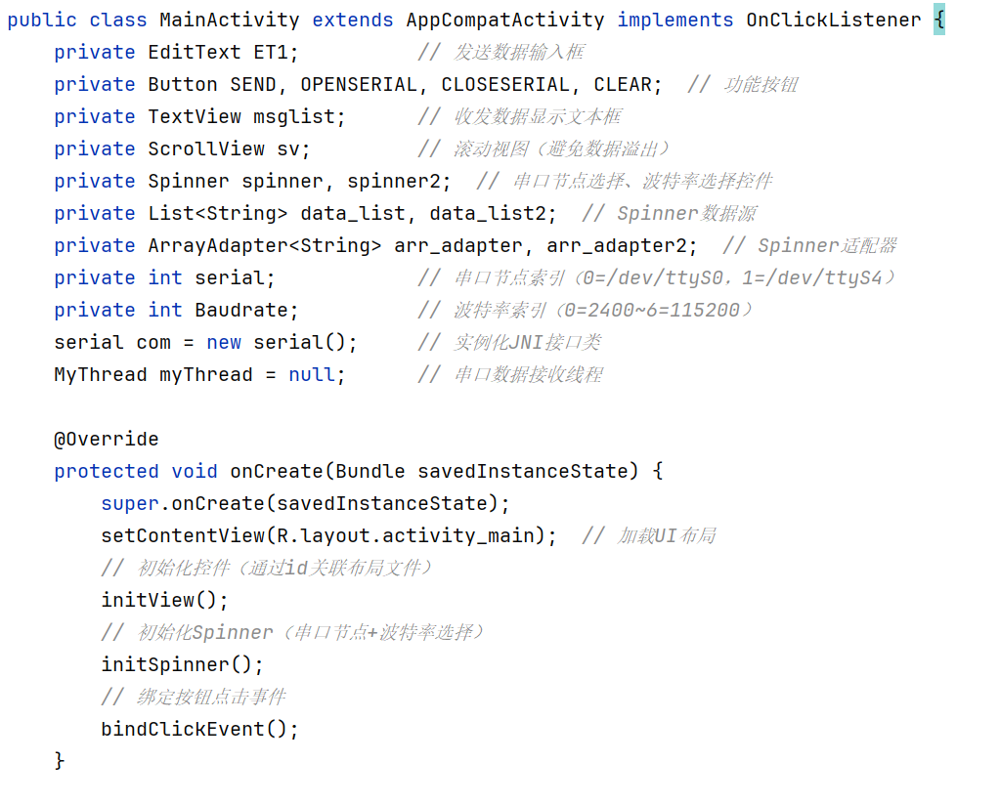 public class MainActivity extends AppCompatActivity implements OnClickListener {
    private EditText ET1;          // 发送数据输入框
    private Button SEND, OPENSERIAL, CLOSESERIAL, CLEAR;  // 功能按钮
    private TextView msglist;      // 收发数据显示文本框
    private ScrollView sv;         // 滚动视图（避免数据溢出）
    private Spinner spinner, spinner2;  // 串口节点选择、波特率选择控件
    private List<String> data_list, data_list2;  // Spinner数据源
    private ArrayAdapter<String> arr_adapter, arr_adapter2;  // Spinner适配器
    private int serial;            // 串口节点索引（0=/dev/ttyS0，1=/dev/ttyS4）
    private int Baudrate;          // 波特率索引（0=2400~6=115200）
    serial com = new serial();     // 实例化JNI接口类
    MyThread myThread = null;      // 串口数据接收线程
    @Override
    protected void onCreate(Bundle savedInstanceState) {
        super.onCreate(savedInstanceState);
        setContentView(R.layout.activity_main);  // 加载UI布局
        // 初始化控件（通过id关联布局文件）
        initView();
        // 初始化Spinner（串口节点+波特率选择）
        initSpinner();
        // 绑定按钮点击事件
        bindClickEvent();
    }